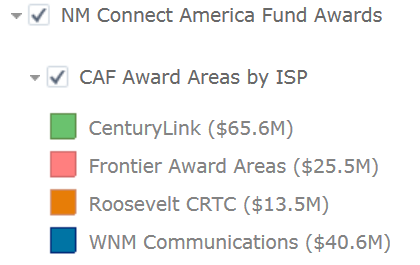 NM Connect America Fund Awards
CAF Award Areas by ISP
CenturyLink ($65.6M)
Frontier Award Areas ($25.5M)
Roosevelt CRTC ($13.5M)
WNM Communications ($40.6M)